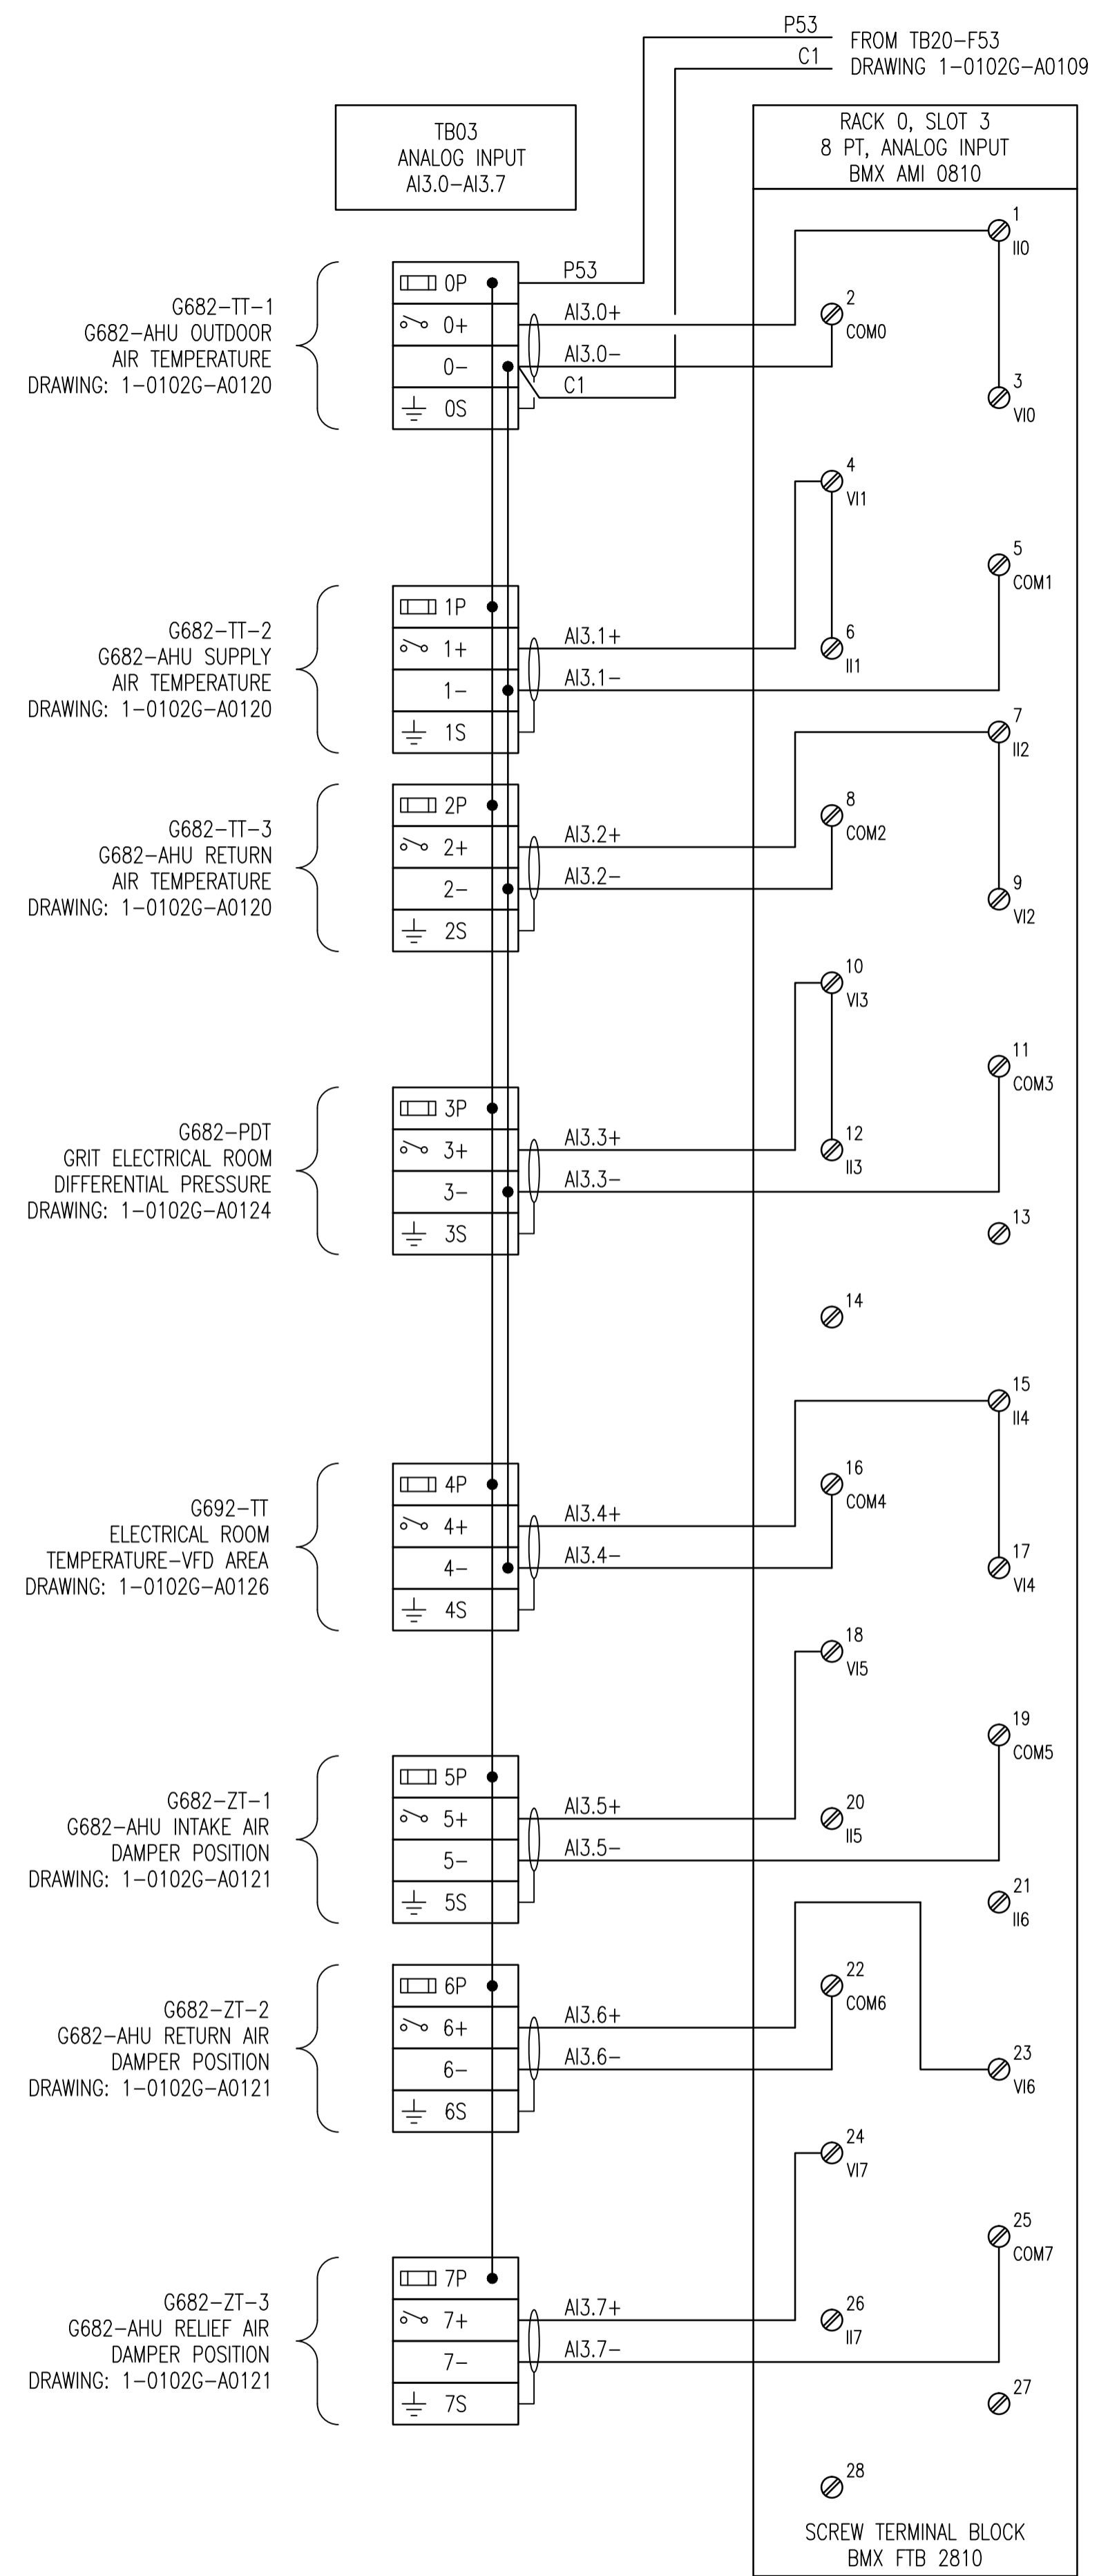 P53
C1
FROM TB20-F53
DRAWING 1-0102G-A0109
TB03
ANALOG INPUT
AI3.0-AI3.7
RACK 0, SLOT 3
8 PT, ANALOG INPUT
BMX AMI 0810
G682-TT-1
G682-AHU OUTDOOR
AIR TEMPERATURE
DRAWING: 1-0102G-A0120
0P
0+
0-
0S
P53
AI3.0+
AI3.0-
C1
1
II0
2
COM0
3
VI0
4
VI1
5
COM1
6
II1
G682-TT-2
G682-AHU SUPPLY
AIR TEMPERATURE
DRAWING: 1-0102G-A0120
1P
1+
1-
1S
AI3.1+
AI3.1-
7
II2
8
COM2
9
VI2
G682-TT-3
G682-AHU RETURN
AIR TEMPERATURE
DRAWING: 1-0102G-A0120
2P
2+
2-
2S
AI3.2+
AI3.2-
10
VI3
11
COM3
12
II3
G682-PDT
GRIT ELECTRICAL ROOM
DIFFERENTIAL PRESSURE
DRAWING: 1-0102G-A0124
3P
3+
3-
3S
AI3.3+
AI3.3-
13
14
15
II4
16
COM4
17
VI4
G692-TT
ELECTRICAL ROOM
TEMPERATURE-VFD AREA
DRAWING: 1-0102G-A0126
4P
4+
4-
4S
AI3.4+
AI3.4-
18
VI5
19
COM5
20
II5
G682-ZT-1
G682-AHU INTAKE AIR
DAMPER POSITION
DRAWING: 1-0102G-A0121
5P
5+
5-
5S
AI3.5+
AI3.5-
21
II6
22
COM6
23
VI6
G682-ZT-2
G682-AHU RETURN AIR
DAMPER POSITION
DRAWING: 1-0102G-A0121
6P
6+
6-
6S
AI3.6+
AI3.6-
24
VI7
25
COM7
26
II7
G682-ZT-3
G682-AHU RELIEF AIR
DAMPER POSITION
DRAWING: 1-0102G-A0121
7P
7+
7-
7S
AI3.7+
AI3.7-
27
28
SCREW TERMINAL BLOCK
BMX FTB 2810